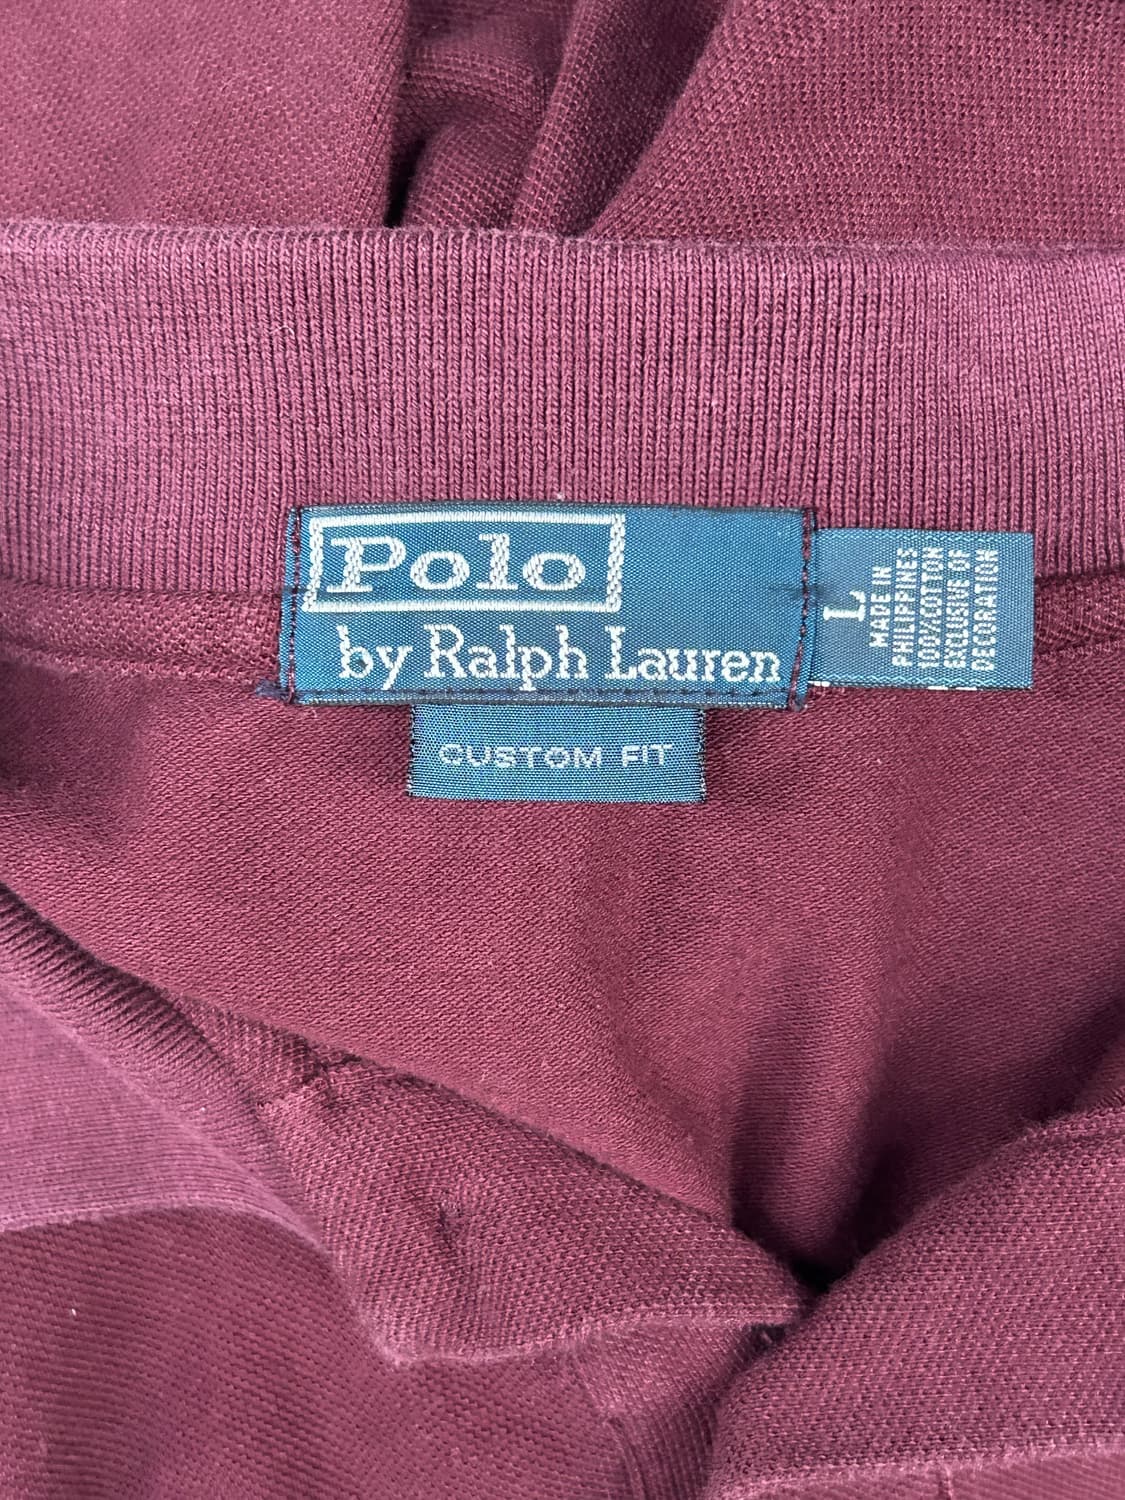 Polo
by Ralph Lauren
CUSTOM FIT
L
MADE IN
PHILIPPINES
100%COTTON
EXCLUSIVE OF
DECORATION